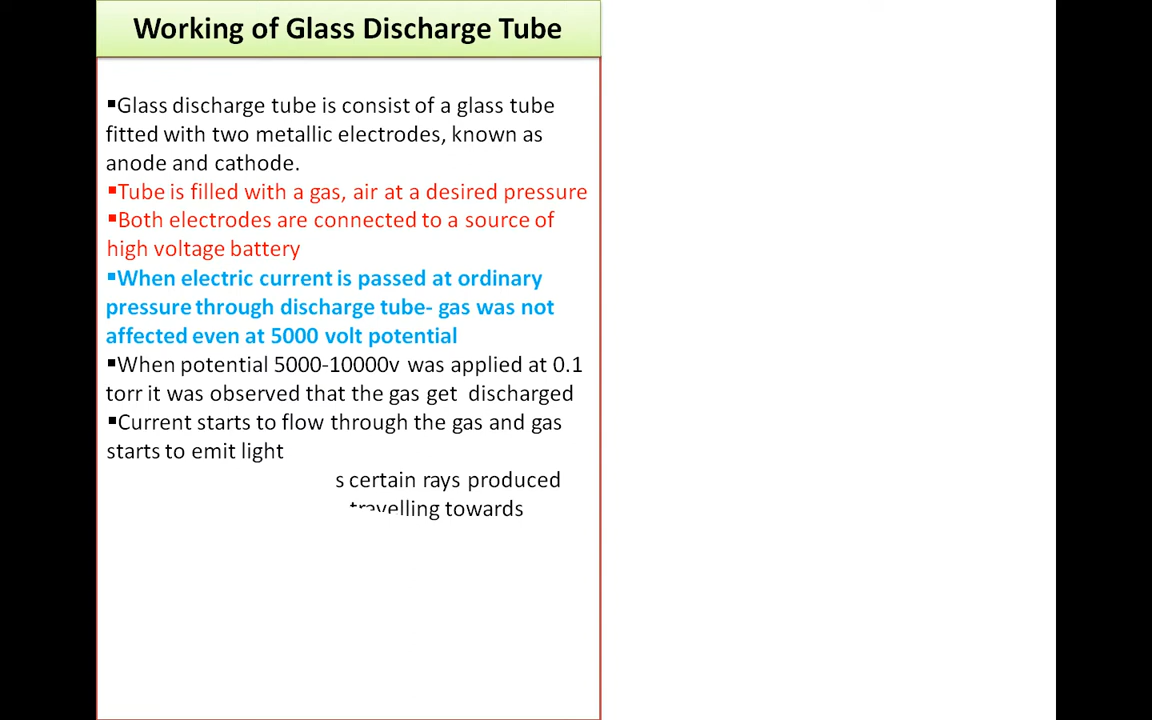 Working of Glass Discharge Tube
▪Glass discharge tube is consist of a glass tube
fitted with two metallic electrodes, known as
anode and cathode.
▪Tube is filled with a gas, air at a desired pressure
▪Both electrodes are connected to a source of
high voltage battery
▪When electric current is passed at ordinary
pressure through discharge tube- gas was not
affected even at 5000 volt potential
▪When potential 5000-10000v was applied at 0.1
torr it was observed that the gas get discharged
▪Current starts to flow through the gas and gas
starts to emit light
s certain rays produced
travelling towards